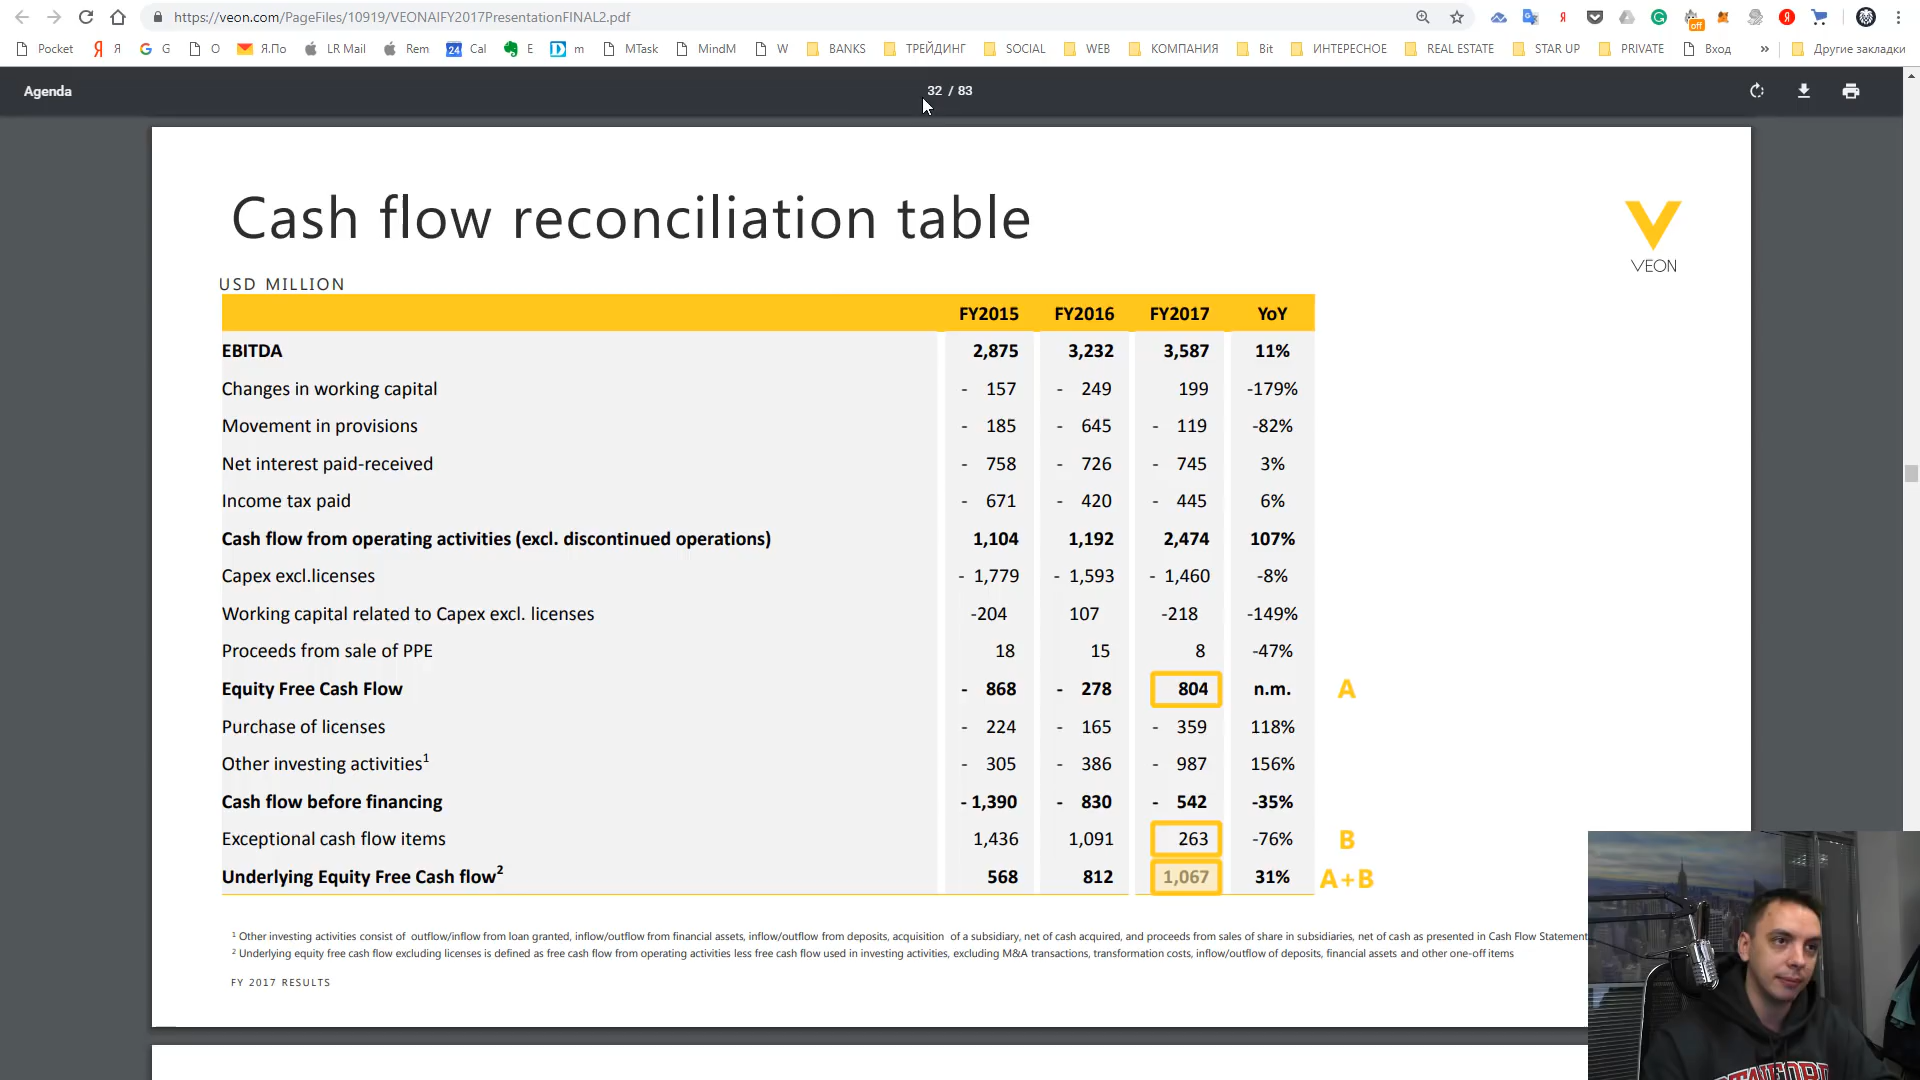 https://veon.com/PageFiles/10919/VEONAIFY2017PresentationFINAL2.pdf
off
Pocket Я G O Я.По LR Mail Rem 24 Cal E m MTask MindM W BANKS ТРЕЙДИНГ SOCIAL WEB КОМПАНИЯ Bit ИНТЕРЕСНОЕ REAL ESTATE STAR UP PRIVATE Вход » Другие закладки
Agenda 32 / 83
Cash flow reconciliation table
VEON
USD MILLION
FY2015 FY2016 FY2017 YoY
EBITDA 2,875 3,232 3,587 11%
Changes in working capital - 157 - 249 199 -179%
Movement in provisions - 185 - 645 - 119 -82%
Net interest paid-received - 758 - 726 - 745 3%
Income tax paid - 671 - 420 - 445 6%
Cash flow from operating activities (excl. discontinued operations) 1,104 1,192 2,474 107%
Capex excl.licenses - 1,779 - 1,593 - 1,460 -8%
Working capital related to Capex excl. licenses -204 107 -218 -149%
Proceeds from sale of PPE 18 15 8 -47%
Equity Free Cash Flow - 868 - 278 804 n.m. A
Purchase of licenses - 224 - 165 - 359 118%
Other investing activities1 - 305 - 386 - 987 156%
Cash flow before financing - 1,390 - 830 - 542 -35%
Exceptional cash flow items 1,436 1,091 263 -76% B
Underlying Equity Free Cash flow2 568 812 1,067 31% A+B
1 Other investing activities consist of outflow/inflow from loan granted, inflow/outflow from financial assets, inflow/outflow from deposits, acquisition of a subsidiary, net of cash acquired, and proceeds from sales of share in subsidiaries, net of cash as presented in Cash Flow Statement
2 Underlying equity free cash flow excluding licenses is defined as free cash flow from operating activities less free cash flow used in investing activities, excluding M&A transactions, transformation costs, inflow/outflow of deposits, financial assets and other one-off items
FY 2017 RESULTS